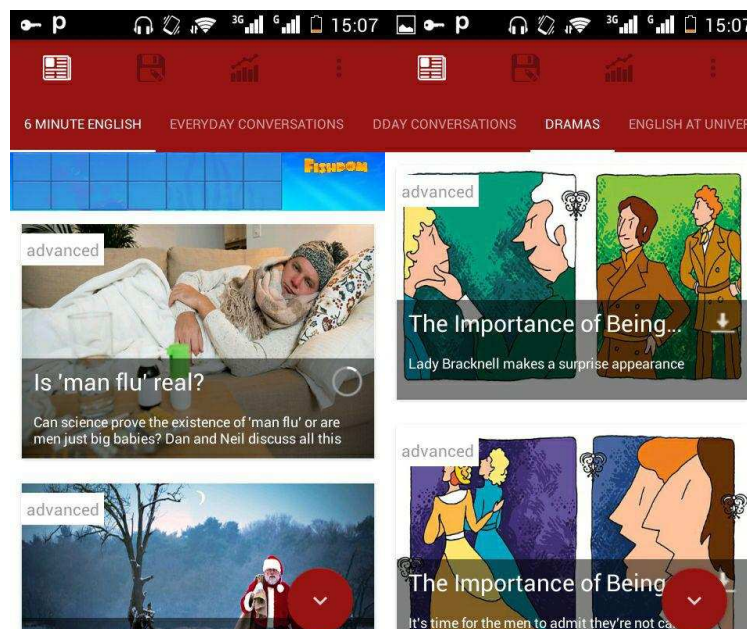 3G G 15:07
6 MINUTE ENGLISH EVERYDAY CONVERSATIONS
FISHDOM
advanced
Is 'man flu' real?
Can science prove the existence of 'man flu' or are
men just big babies? Dan and Neil discuss all this
advanced
3G G 15:07
DDAY CONVERSATIONS DRAMAS ENGLISH AT UNIVER
advanced
The Importance of Being...
Lady Bracknell makes a surprise appearance
advanced
The Importance of Being
It's time for the men to admit they're not ca